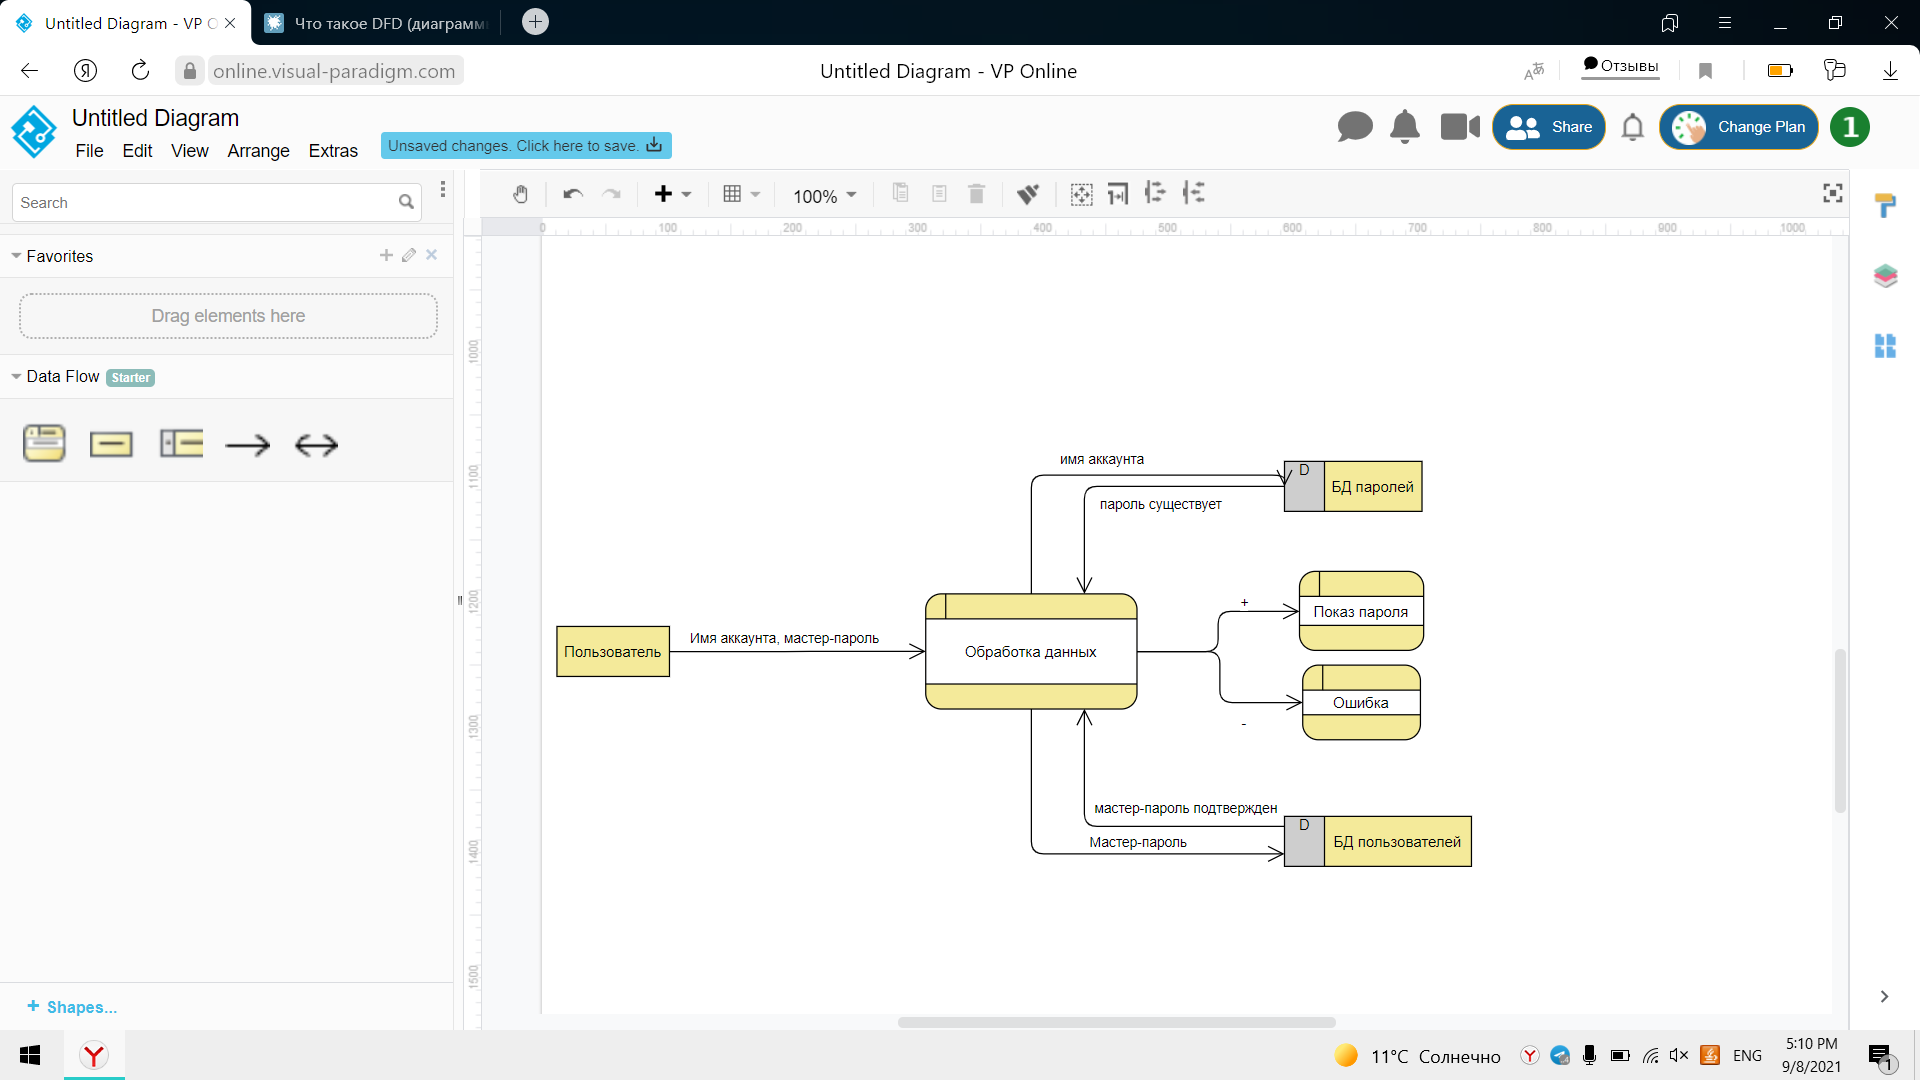 Untitled Diagram - VP O
Что такое DFD (диаграмм
Я
online.visual-paradigm.com
Untitled Diagram - VP Online
Отзывы
Untitled Diagram
File Edit View Arrange Extras
Unsaved changes. Click here to save.
Share
Change Plan
1
Search
100%
0 100 200 300 400 500 600 700 800 900 1000
Favorites
Drag elements here
Data Flow Starter
1000
1100
1200
1300
1400
1500
имя аккаунта
D
БД паролей
пароль существует
+
Показ пароля
Имя аккаунта, мастер-пароль
Пользователь
Обработка данных
Ошибка
-
мастер-пароль подтвержден
D
Мастер-пароль
БД пользователей
+ Shapes...
Y
11°C Солнечно
Y
ENG
5:10 PM
9/8/2021
1